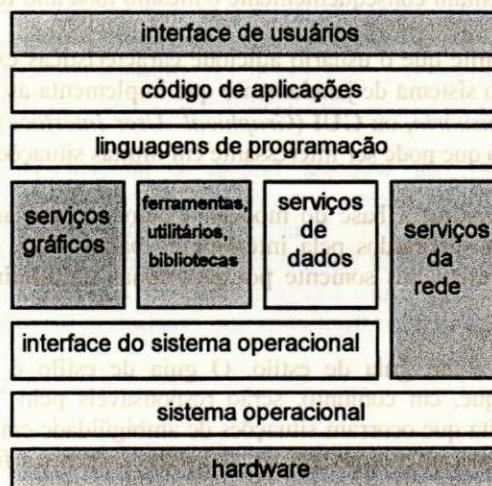 interface de usuários
código de aplicações
linguagens de programação
serviços
gráficos
ferramentas,
utilitários,
bibliotecas
serviços
de
dados
serviços
da
rede
interface do sistema operacional
sistema operacional
hardware